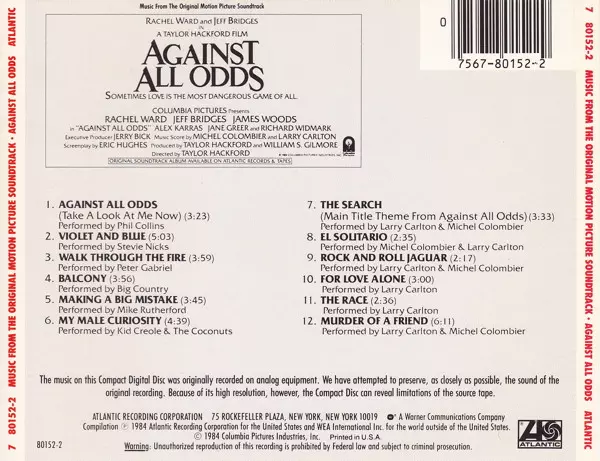 Music From The Original Motion Picture Soundtrack
0
RACHEL WARD and JEFF BRIDGES
IN
A TAYLOR HACKFORD FILM
AGAINST
ALL ODDS
SOMETIMES LOVE IS THE MOST DANGEROUS GAME OF ALL.
7567-80152-2
COLUMBIA PICTURES Presents
RACHEL WARD JEFF BRIDGES JAMES WOODS
in "AGAINST ALL ODDS" ALEX KARRAS JANE GREER and RICHARD WIDMARK
Executive Producer JERRY BICK Music Score by MICHEL COLOMBIER and LARRY CARLTON
Screenplay by ERIC HUGHES Produced by TAYLOR HACKFORD and WILLIAM S. GILMORE
Directed by TAYLOR HACKFORD
ORIGINAL SOUNDTRACK ALBUM AVAILABLE ON ATLANTIC RECORDS & TAPES
1. AGAINST ALL ODDS
(Take A Look At Me Now) (3:23)
Performed by Phil Collins
2. VIOLET AND BLUE (5:03)
Performed by Stevie Nicks
3. WALK THROUGH THE FIRE (3:59)
Performed by Peter Gabriel
4. BALCONY (3:56)
Performed by Big Country
5. MAKING A BIG MISTAKE (3:45)
Performed by Mike Rutherford
6. MY MALE CURIOSITY (4:39)
Performed by Kid Creole & The Coconuts
7. THE SEARCH
(Main Title Theme From Against All Odds) (3:33)
Performed by Larry Carlton & Michel Colombier
8. EL SOLITARIO (2:35)
Performed by Michel Colombier & Larry Carlton
9. ROCK AND ROLL JAGUAR (2:17)
Performed by Larry Carlton & Michel Colombier
10. FOR LOVE ALONE (3:00)
Performed by Larry Carlton
11. THE RACE (2:36)
Performed by Larry Carlton
12. MURDER OF A FRIEND (6:11)
Performed by Larry Carlton & Michel Colombier
The music on this Compact Digital Disc was originally recorded on analog equipment. We have attempted to preserve, as closely as possible, the sound of
the original recording. Because of its high resolution, however, the Compact Disc can reveal limitations of the source tape.
ATLANTIC RECORDING CORPORATION 75 ROCKEFELLER PLAZA, NEW YORK, NEW YORK 10019 A Warner Communications Company.
Compilation ℗ 1984 Atlantic Recording Corporation for the United States and WEA International Inc. for the world outside of the United States.
© 1984 Columbia Pictures Industries, Inc. Printed in U.S.A.
80152-2
Warning: Unauthorized reproduction of this recording is prohibited by Federal law and subject to criminal prosecution.
ATLANTIC
7 80152-2 MUSIC FROM THE ORIGINAL MOTION PICTURE SOUNDTRACK • AGAINST ALL ODDS ATLANTIC
7 80152-2 MUSIC FROM THE ORIGINAL MOTION PICTURE SOUNDTRACK • AGAINST ALL ODDS ATLANTIC